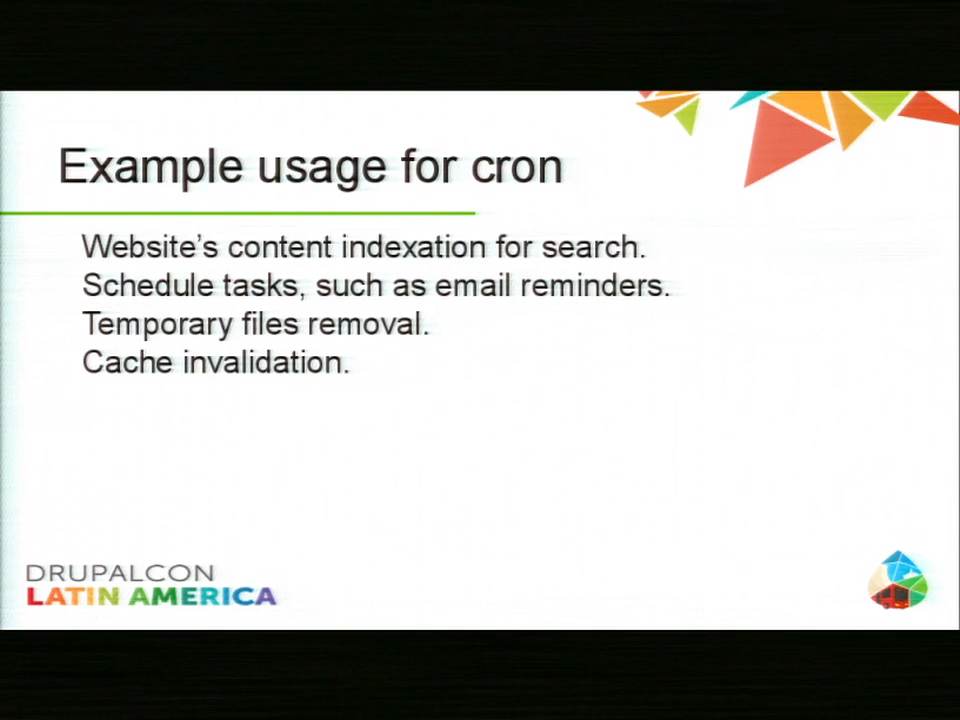 Example usage for cron
Website’s content indexation for search.
Schedule tasks, such as email reminders.
Temporary files removal.
Cache invalidation.
DRUPALCON
LATIN AMERICA